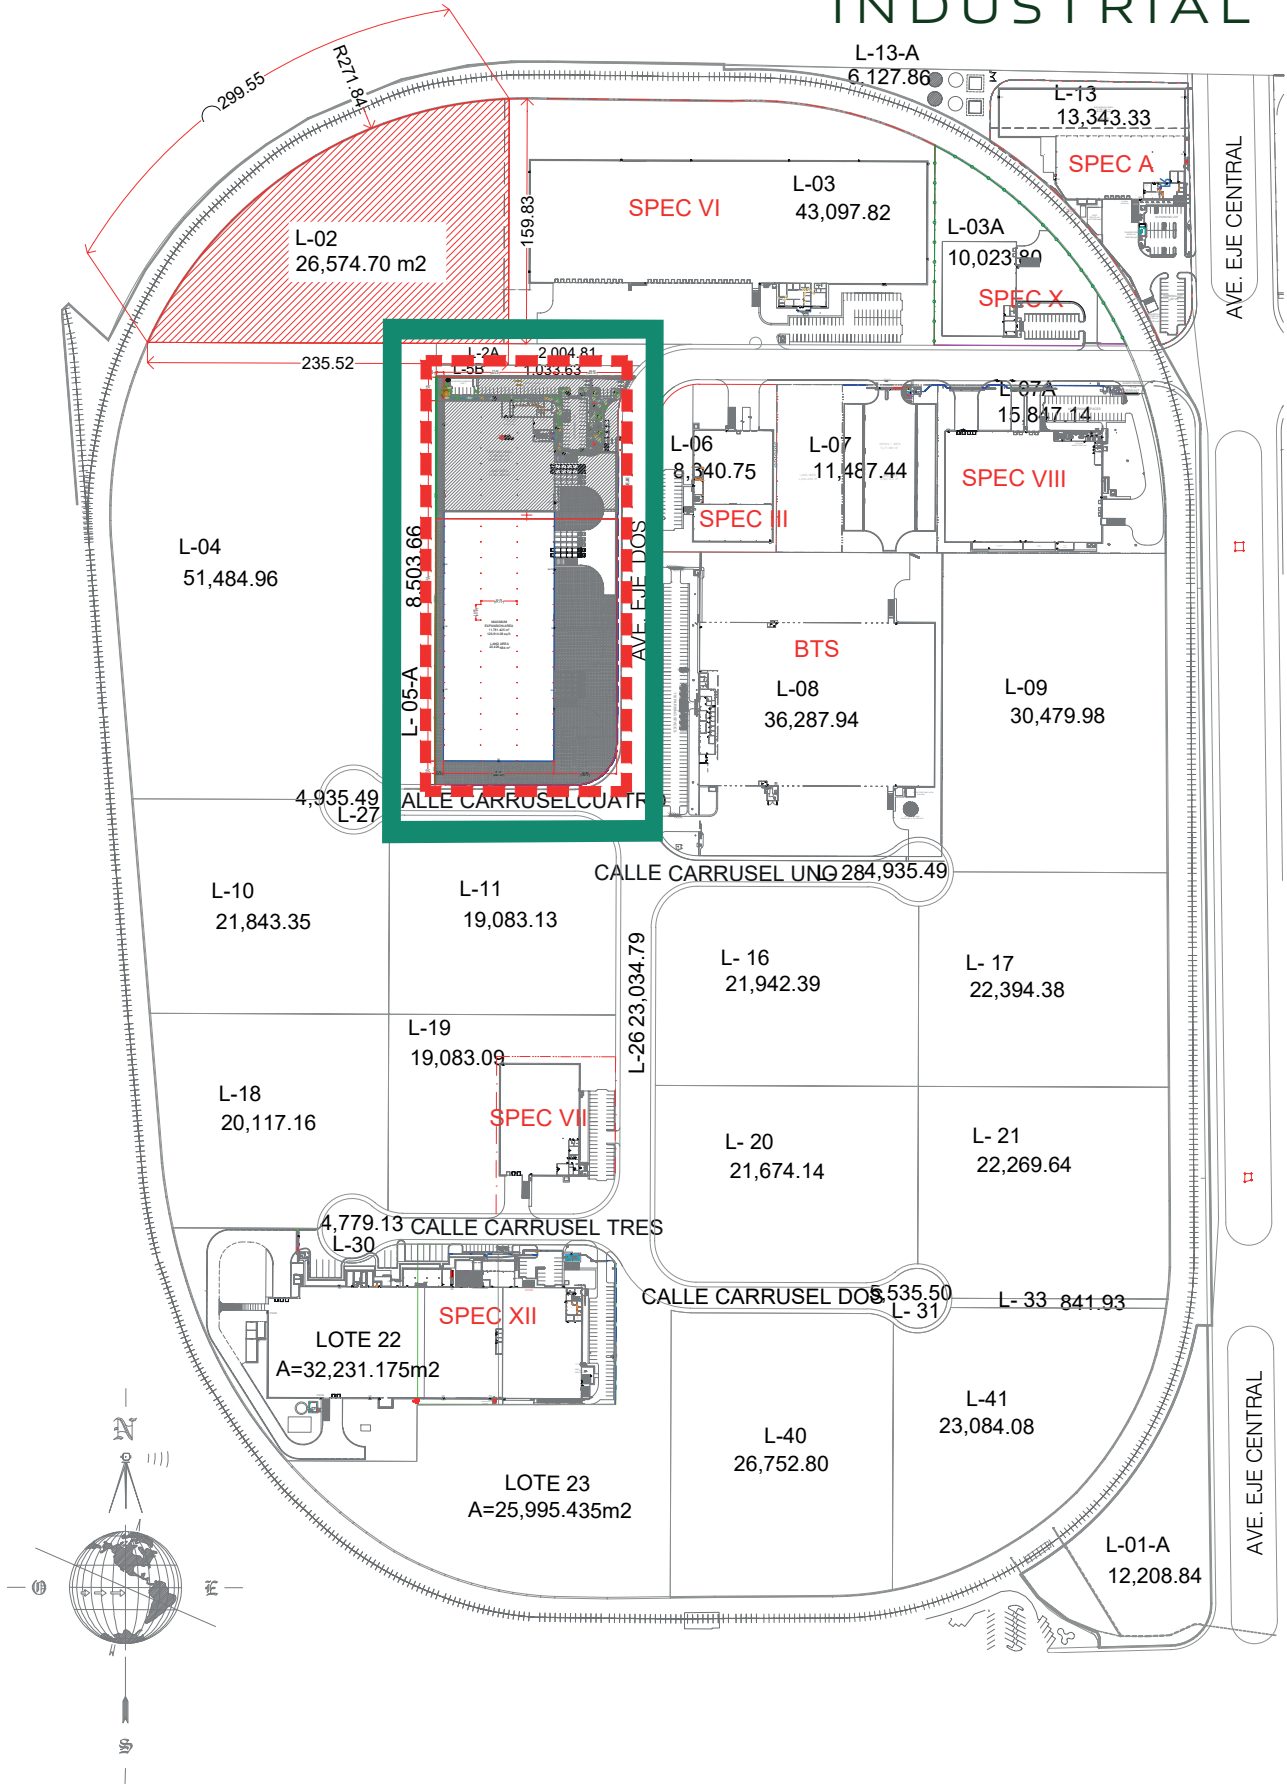 INDUSTRIAL
299.55
R271.84
L-13-A
6,127.86
L-13
13,343.33
SPEC A
AVE. EJE CENTRAL
L-02
26,574.70 m2
159.83
SPEC VI
L-03
43,097.82
L-03A
10,023.80
SPEC X
235.52
L-2A 2,004.81
L-5B 1,033.63
L-06
8,340.75
SPEC III
L-07
11,487.44
L-07A
15,847.14
SPEC VIII
L-04
51,484.96
L- 05-A 8,503.66
AVE. EJE DOS
BTS
L-08
36,287.94
L-09
30,479.98
4,935.49
L-27
ALLE CARRUSELCUATRO
CALLE CARRUSEL UNO
L- 28 4,935.49
L-10
21,843.35
L-11
19,083.13
L-26 23,034.79
L- 16
21,942.39
L- 17
22,394.38
L-19
19,083.09
L-18
20,117.16
SPEC VII
L- 20
21,674.14
L- 21
22,269.64
4,779.13
L-30
CALLE CARRUSEL TRES
CALLE CARRUSEL DOS
5,535.50
L- 31
L- 33 841.93
SPEC XII
LOTE 22
A=32,231.175m2
L-41
23,084.08
L-40
26,752.80
LOTE 23
A=25,995.435m2
AVE. EJE CENTRAL
L-01-A
12,208.84
N
O
E
S